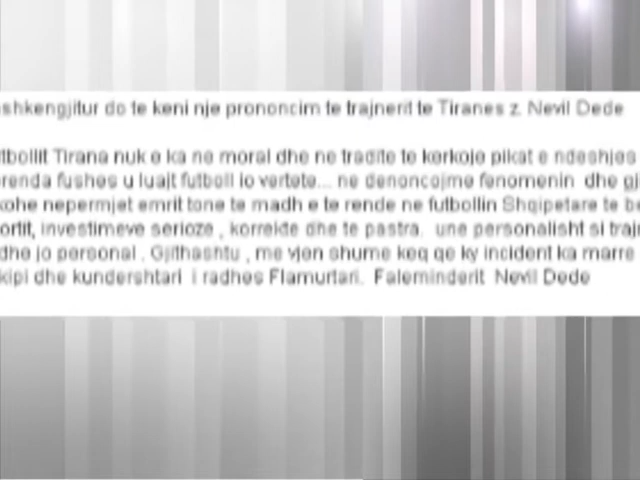 shkengjitur do te keni nje prononcim te trajnerit te Tiranes z. Nevil Dede
tbollit Tirana nuk e ka ne moral dhe ne tradite te kerkoje pikat e ndeshjes
renda fushes u luajt futboll jo vertete... ne denoncojme fenomenin dhe
kohe nepermjet emrit tone te madh e te rende ne futbollin Shqipetare te
ortit, investimeve serioze , korrekte dhe te pastra. une personalisht si
dhe jo personal . Gjithashtu , me vjen shume keq qe ky incident ka marre
kipi dhe kundershtari i radhes Flamurtari. Faleminderit Nevil Dede